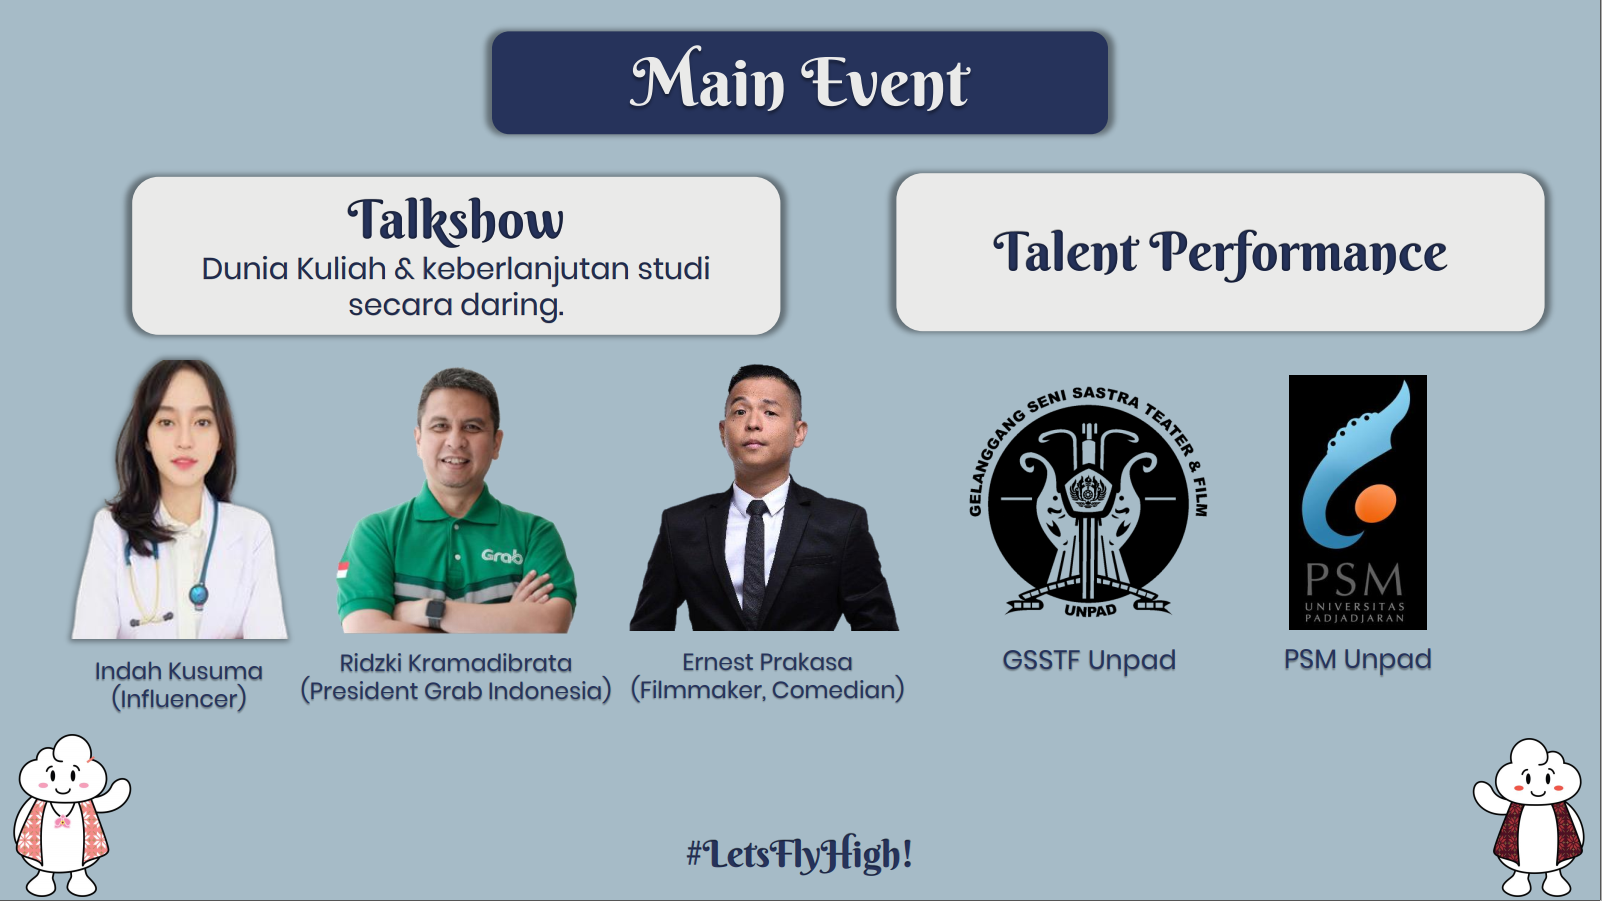 Main Event
Talkshow
Dunia Kuliah & keberlanjutan studi
secara daring.
Talent Performance
Grab
GELANGGANG SENI SASTRA TEATER & FILM
UNPAD
PSM
UNIVERSITAS
PADJADJARAN
Indah Kusuma
(Influencer)
Ridzki Kramadibrata
(President Grab Indonesia)
Ernest Prakasa
(Filmmaker, Comedian)
GSSTF Unpad
PSM Unpad
#LetsFlyHigh!